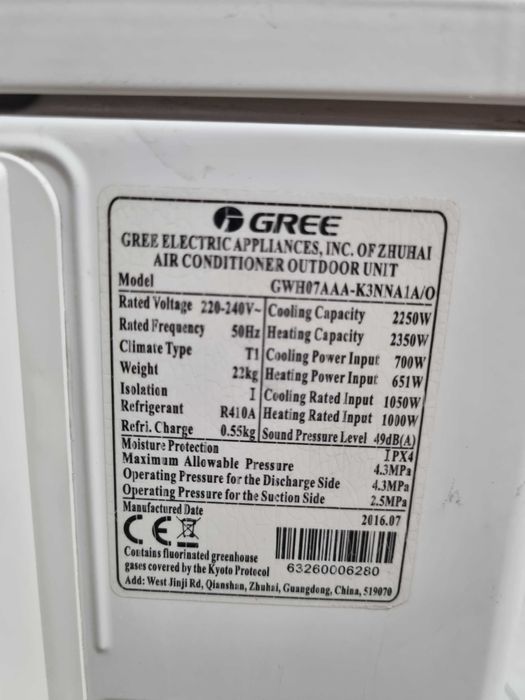 GREE
GREE ELECTRIC APPLIANCES, INC. OF ZHUHAI
AIR CONDITIONER OUTDOOR UNIT
Model GWH07AAA-K3NNA1A/O
Rated Voltage 220-240V~ Cooling Capacity 2250W
Rated Frequency 50Hz Heating Capacity 2350W
Climate Type T1 Cooling Power Input 700W
Weight 22kg Heating Power Input 651W
Isolation I Cooling Rated Input 1050W
Refrigerant R410A Heating Rated Input 1000W
Refri. Charge 0.55kg Sound Pressure Level 49dB(A)
Moisture Protection IPX4
Maximum Allowable Pressure 4.3MPa
Operating Pressure for the Discharge Side 4.3MPa
Operating Pressure for the Suction Side 2.5MPa
Manufactured Date 2016.07
CE
Contains fluorinated greenhouse
gases covered by the Kyoto Protocol 63260006280
Add: West Jinji Rd, Qianshan, Zhuhai, Guangdong, China, 519070